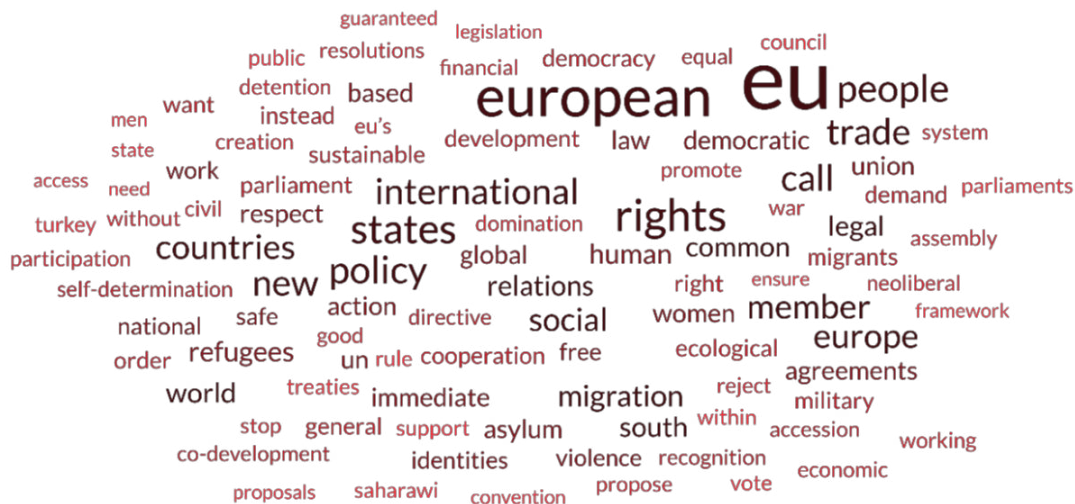 guaranteed
legislation
public resolutions financial democracy equal council
detention based european eu people
want instead
men creation eu's development law democratic trade system
state sustainable
access work parliament international promote call union
need demand parliaments
turkey without civil respect states domination rights war legal
participation countries global human common migrants assembly
self-determination new policy relations right ensure neoliberal
national safe action directive social women member framework
good europe
order refugees un rule cooperation free ecological
world treaties immediate migration reject agreements
military
stop general support asylum south within accession working
co-development identities violence recognition economic
proposals saharawi convention propose vote